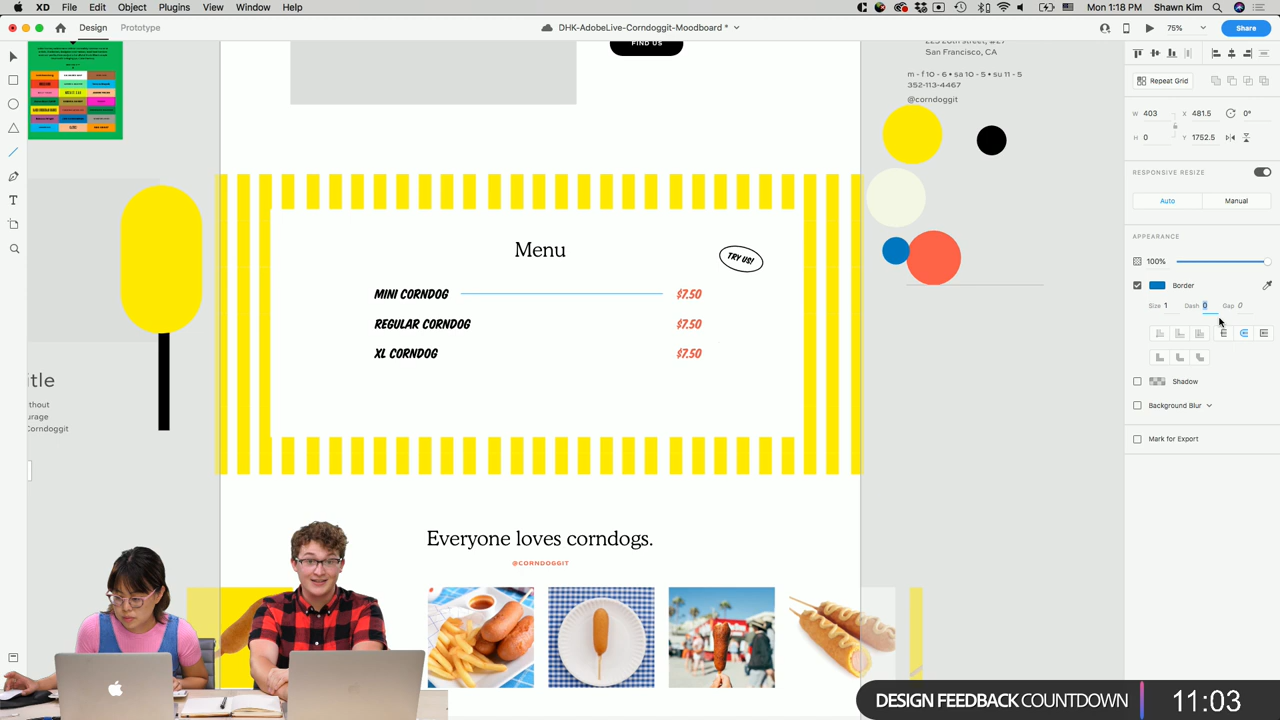 XD File Edit Object Plugins View Window Help
Shawn Kim Mon 1:18 PM
Design Prototype
DHK-AdobeLive-Corndoggit-Moodboard *
75%
Share
FIND US
San Francisco, CA
m - f 10 - 6 • sa 10 - 5 • su 11 - 5
352-113-4467
@corndoggit
Repeat Grid
W 403 X 481.5 0°
H 0 Y 1752.5
RESPONSIVE RESIZE
Auto Manual
APPEARANCE
100%
Border
Size 1 Dash 0 Gap 0
Shadow
Background Blur
Mark for Export
Menu
TRY US!
MINI CORNDOG $7.50
REGULAR CORNDOG $7.50
XL CORNDOG $7.50
itle
thout
urage
Corndoggit
Everyone loves corndogs.
@CORNDOGGIT
DESIGN FEEDBACK COUNTDOWN 11:03